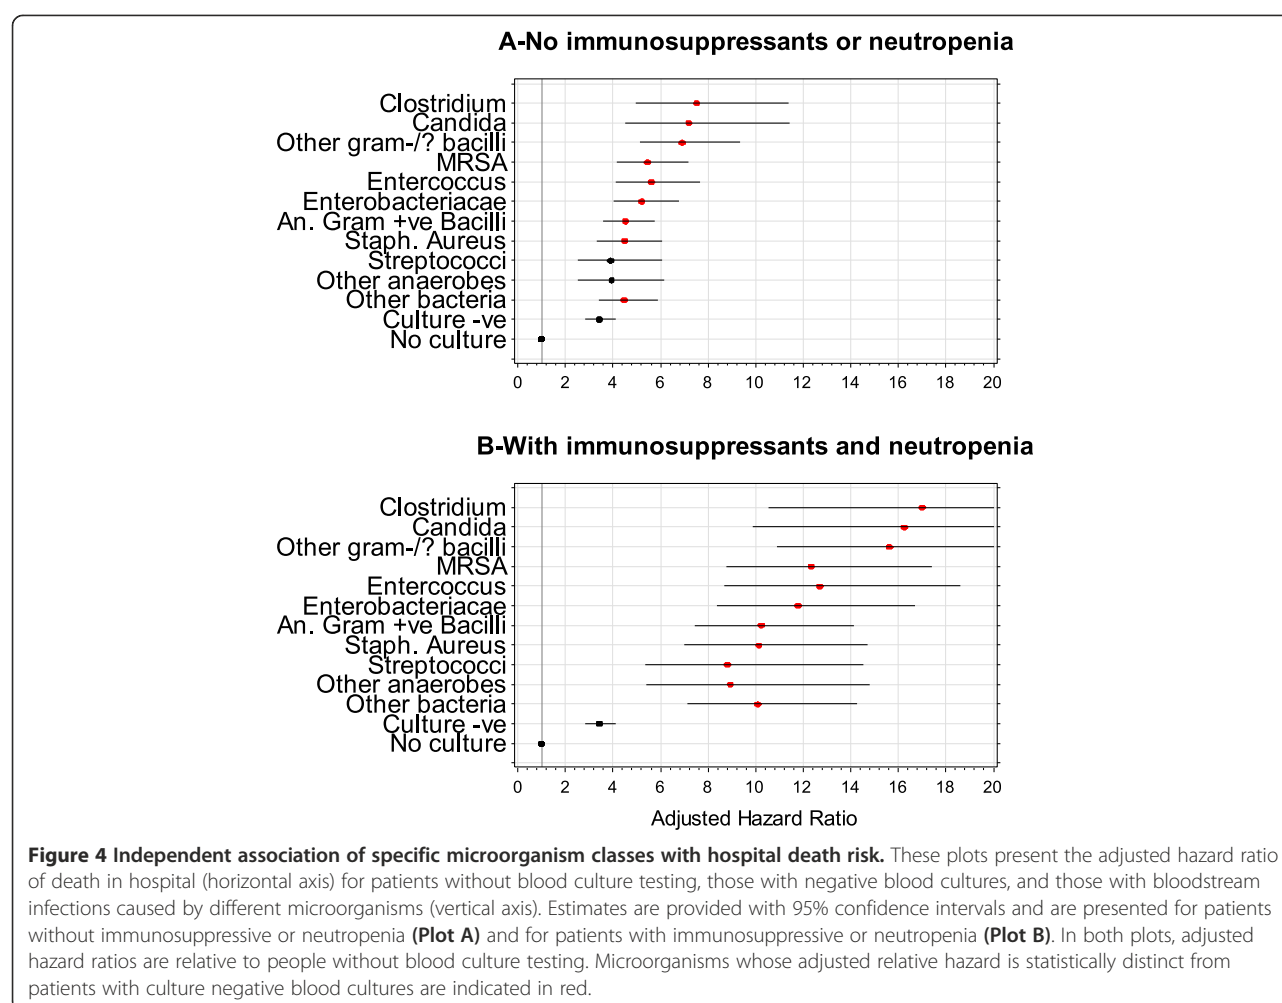 A-No immunosuppressants or neutropenia
Clostridium
Candida
Other gram-/? bacilli
MRSA
Entercoccus
Enterobacteriacae
An. Gram +ve Bacilli
Staph. Aureus
Streptococci
Other anaerobes
Other bacteria
Culture -ve
No culture
0 2 4 6 8 10 12 14 16 18 20
B-With immunosuppressants and neutropenia
Clostridium
Candida
Other gram-/? bacilli
MRSA
Entercoccus
Enterobacteriacae
An. Gram +ve Bacilli
Staph. Aureus
Streptococci
Other anaerobes
Other bacteria
Culture -ve
No culture
0 2 4 6 8 10 12 14 16 18 20
Adjusted Hazard Ratio
Figure 4 Independent association of specific microorganism classes with hospital death risk. These plots present the adjusted hazard ratio
of death in hospital (horizontal axis) for patients without blood culture testing, those with negative blood cultures, and those with bloodstream
infections caused by different microorganisms (vertical axis). Estimates are provided with 95% confidence intervals and are presented for patients
without immunosuppressive or neutropenia (Plot A) and for patients with immunosuppressive or neutropenia (Plot B). In both plots, adjusted
hazard ratios are relative to people without blood culture testing. Microorganisms whose adjusted relative hazard is statistically distinct from
patients with culture negative blood cultures are indicated in red.